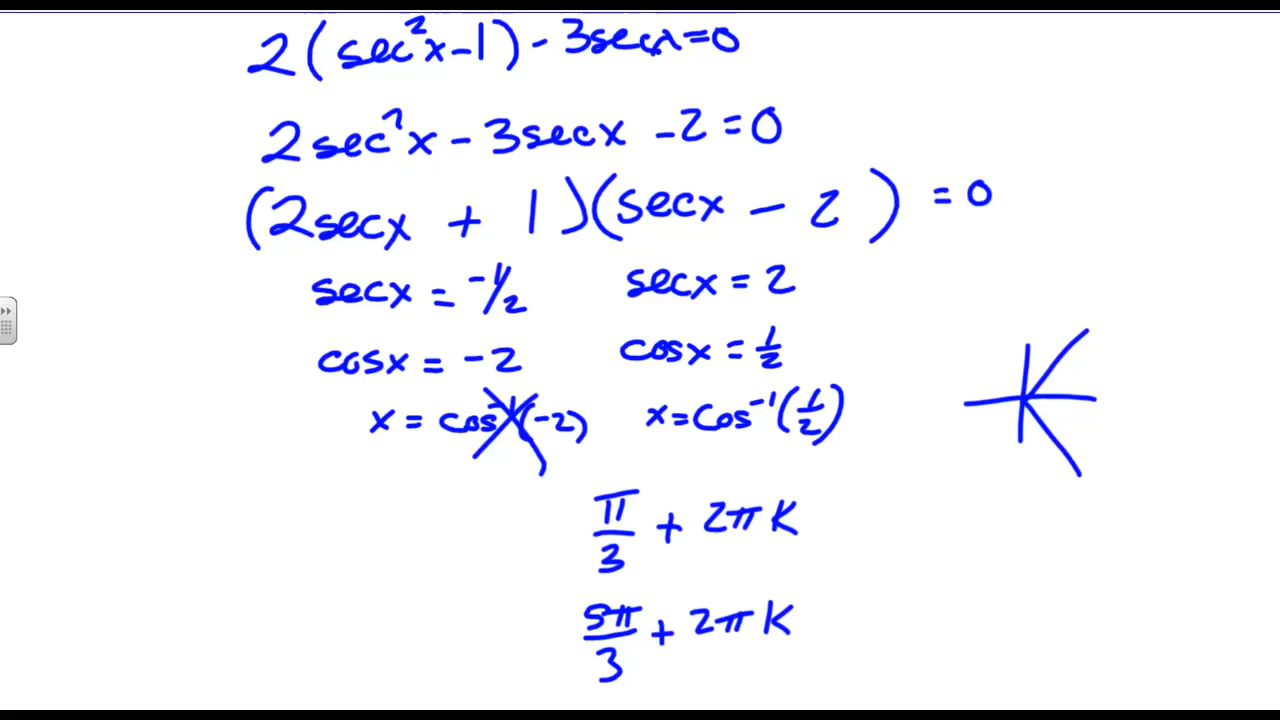 2(sec²x-1) - 3secx=0
2sec²x - 3secx -2=0
(2secx + 1)(secx - 2) = 0
secx = -1/2 secx = 2
cosx = -2 cosx = 1/2
x = cos⁻¹(-2) x=cos⁻¹(1/2)
π/3 + 2πK
5π/3 + 2πK